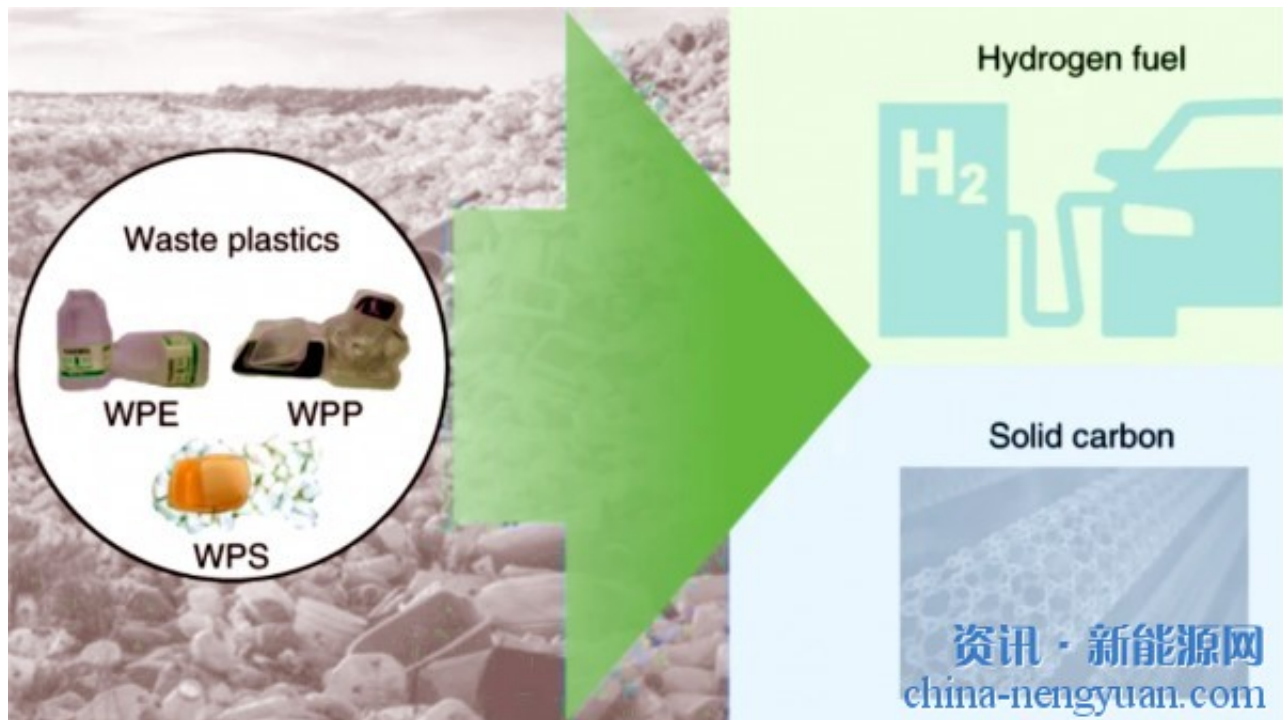 Waste plastics
WPE
WPP
WPS
Hydrogen fuel
H₂
Solid carbon
资讯·新能源网
china-nengyuan.com